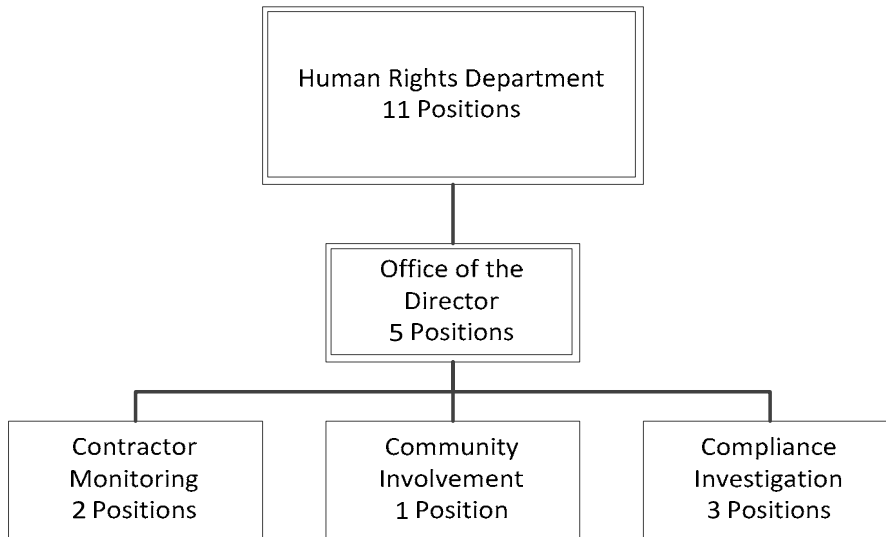 Human Rights Department
11 Positions
Office of the
Director
5 Positions
Contractor
Monitoring
2 Positions
Community
Involvement
1 Position
Compliance
Investigation
3 Positions